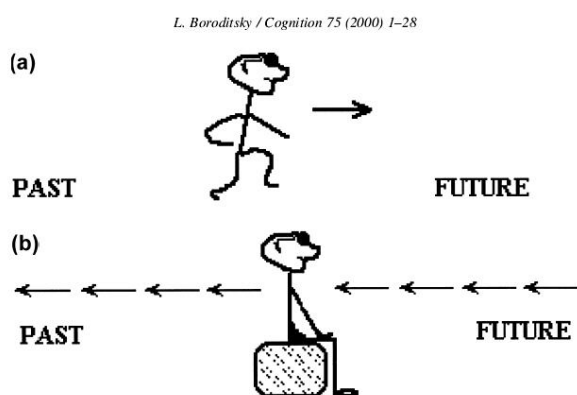 L. Boroditsky / Cognition 75 (2000) 1–28
(a)
PAST FUTURE
(b)
PAST FUTURE